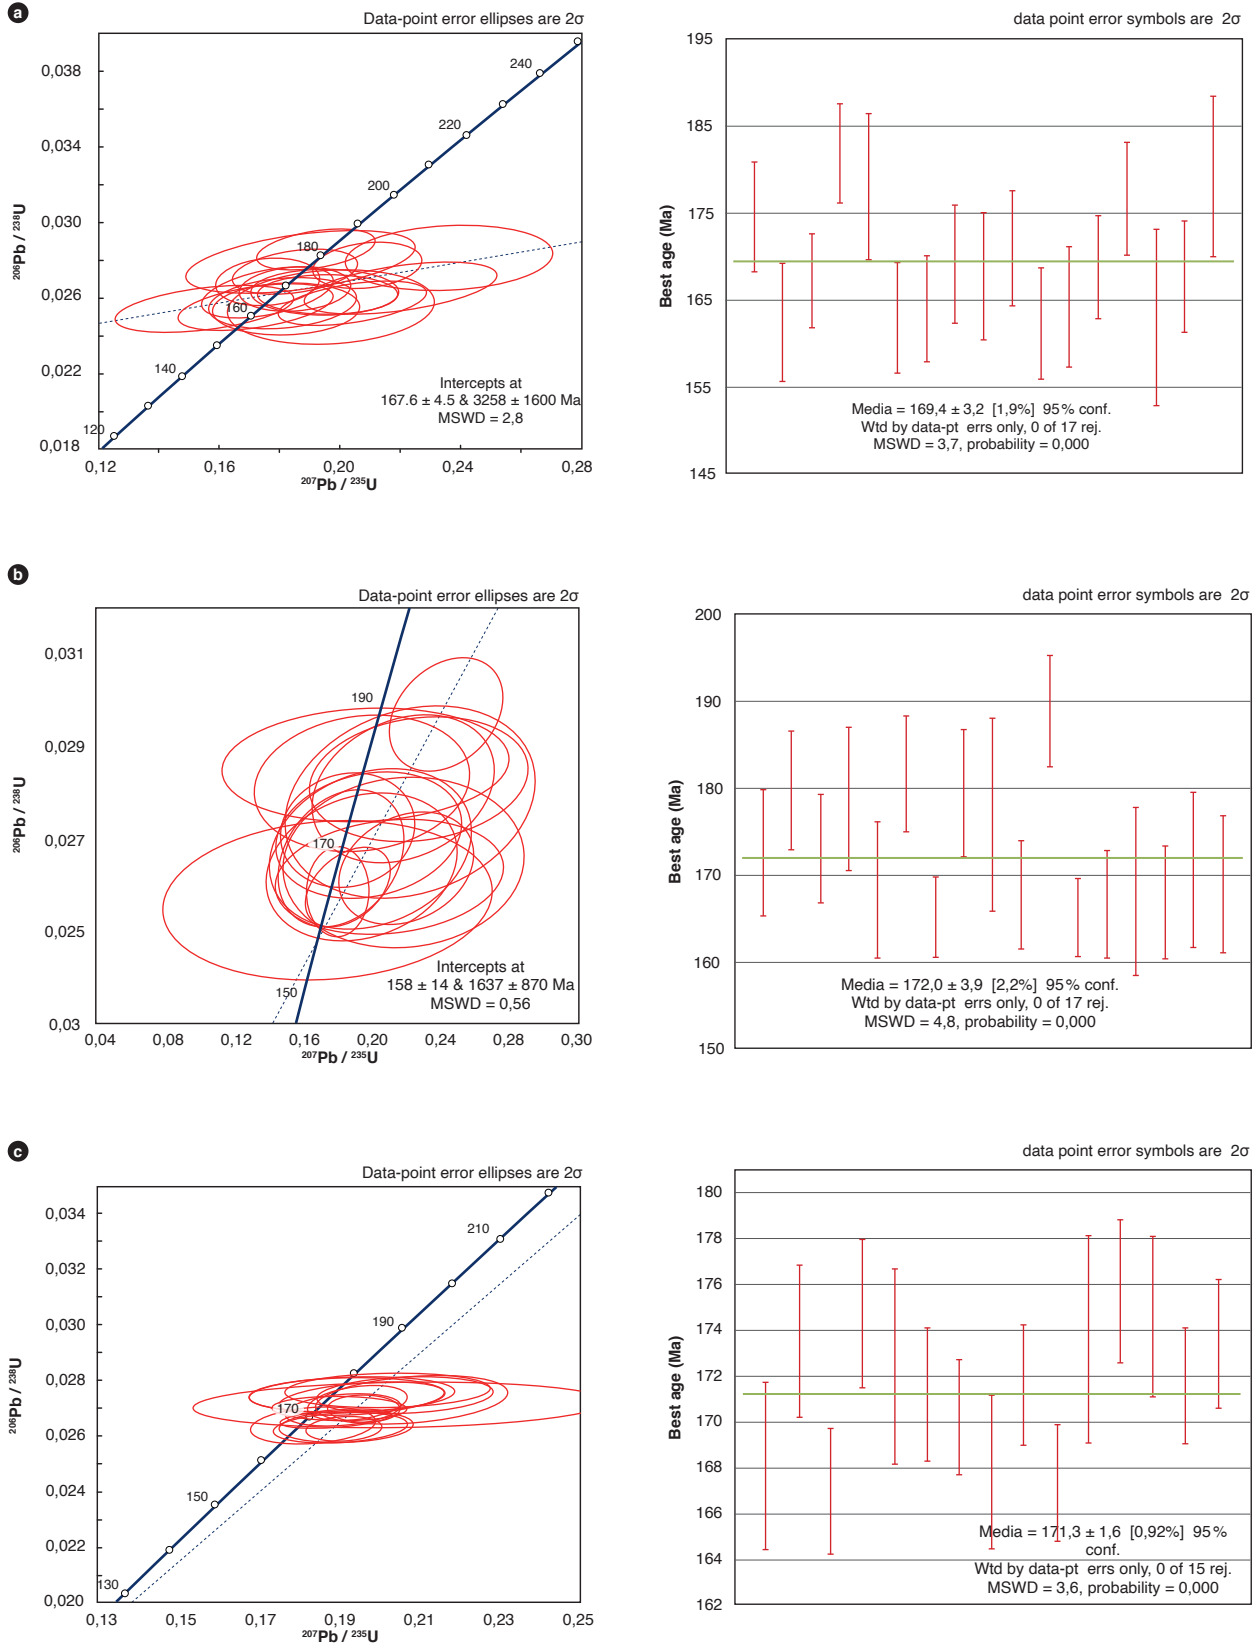 a
Data-point error ellipses are 2σ
0,038
0,034
0,030
0,026
0,022
0,018
206Pb / 238U
240
220
200
180
160
140
120
Intercepts at
167.6 ± 4.5 & 3258 ± 1600 Ma
MSWD = 2,8
0,12 0,16 0,20 0,24 0,28
207Pb / 235U
data point error symbols are 2σ
195
185
175
165
155
145
Best age (Ma)
Media = 169,4 ± 3,2 [1,9%] 95% conf.
Wtd by data-pt errs only, 0 of 17 rej.
MSWD = 3,7, probability = 0,000
b
Data-point error ellipses are 2σ
0,031
0,029
0,027
0,025
0,03
206Pb / 238U
190
170
150
Intercepts at
158 ± 14 & 1637 ± 870 Ma
MSWD = 0,56
0,04 0,08 0,12 0,16 0,20 0,24 0,28 0,30
207Pb / 235U
data point error symbols are 2σ
200
190
180
170
160
150
Best age (Ma)
Media = 172,0 ± 3,9 [2,2%] 95% conf.
Wtd by data-pt errs only, 0 of 17 rej.
MSWD = 4,8, probability = 0,000
c
Data-point error ellipses are 2σ
0,034
0,032
0,030
0,028
0,026
0,024
0,022
0,020
206Pb / 238U
210
190
170
150
130
0,13 0,15 0,17 0,19 0,21 0,23 0,25
207Pb / 235U
data point error symbols are 2σ
180
178
176
174
172
170
168
166
164
162
Best age (Ma)
Media = 171,3 ± 1,6 [0,92%] 95%
conf.
Wtd by data-pt errs only, 0 of 15 rej.
MSWD = 3,6, probability = 0,000